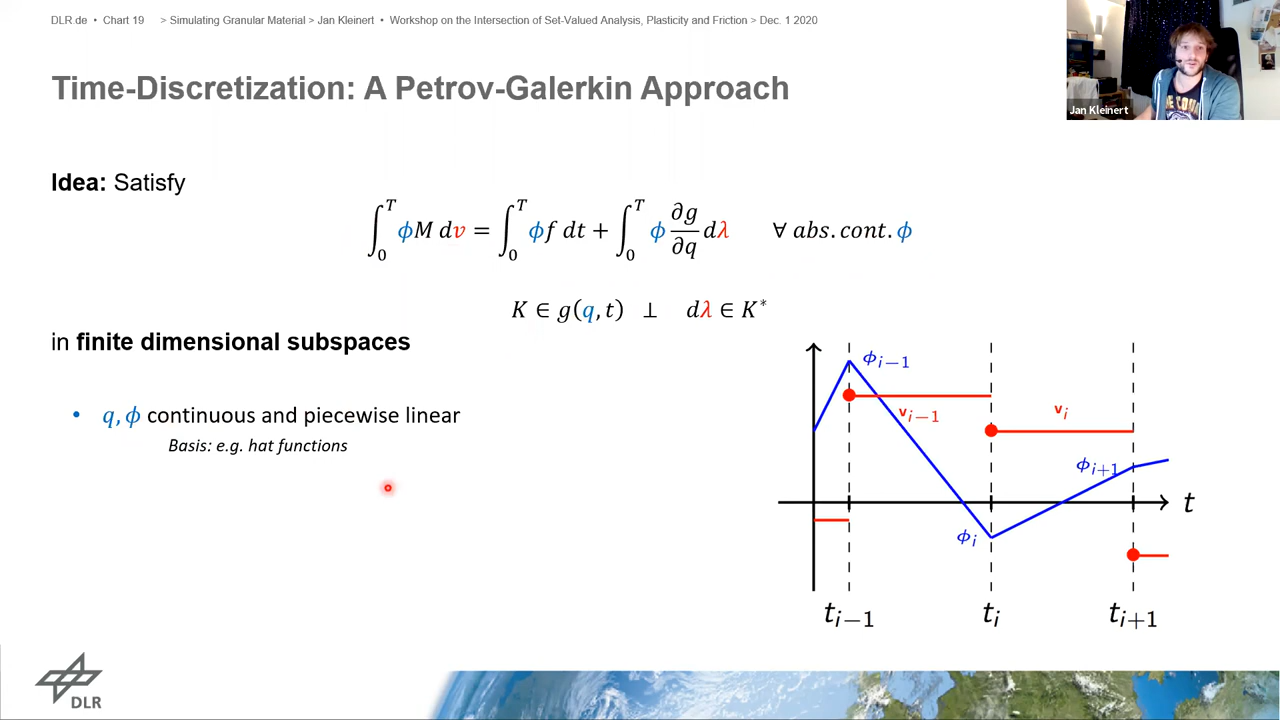 DLR.de • Chart 19 > Simulating Granular Material > Jan Kleinert • Workshop on the Intersection of Set-Valued Analysis, Plasticity and Friction > Dec. 1 2020
Jan Kleinert
Time-Discretization: A Petrov-Galerkin Approach
Idea: Satisfy
∫₀ᵀ ϕM dv = ∫₀ᵀ ϕf dt + ∫₀ᵀ ϕ ∂g/∂q dλ ∀ abs.cont.ϕ
K ∈ g(q, t) ⊥ dλ ∈ K*
in finite dimensional subspaces
• q, ϕ continuous and piecewise linear
Basis: e.g. hat functions
ϕᵢ₋₁
vᵢ₋₁
vᵢ
ϕᵢ₊₁
t
ϕᵢ
tᵢ₋₁ tᵢ tᵢ₊₁
DLR